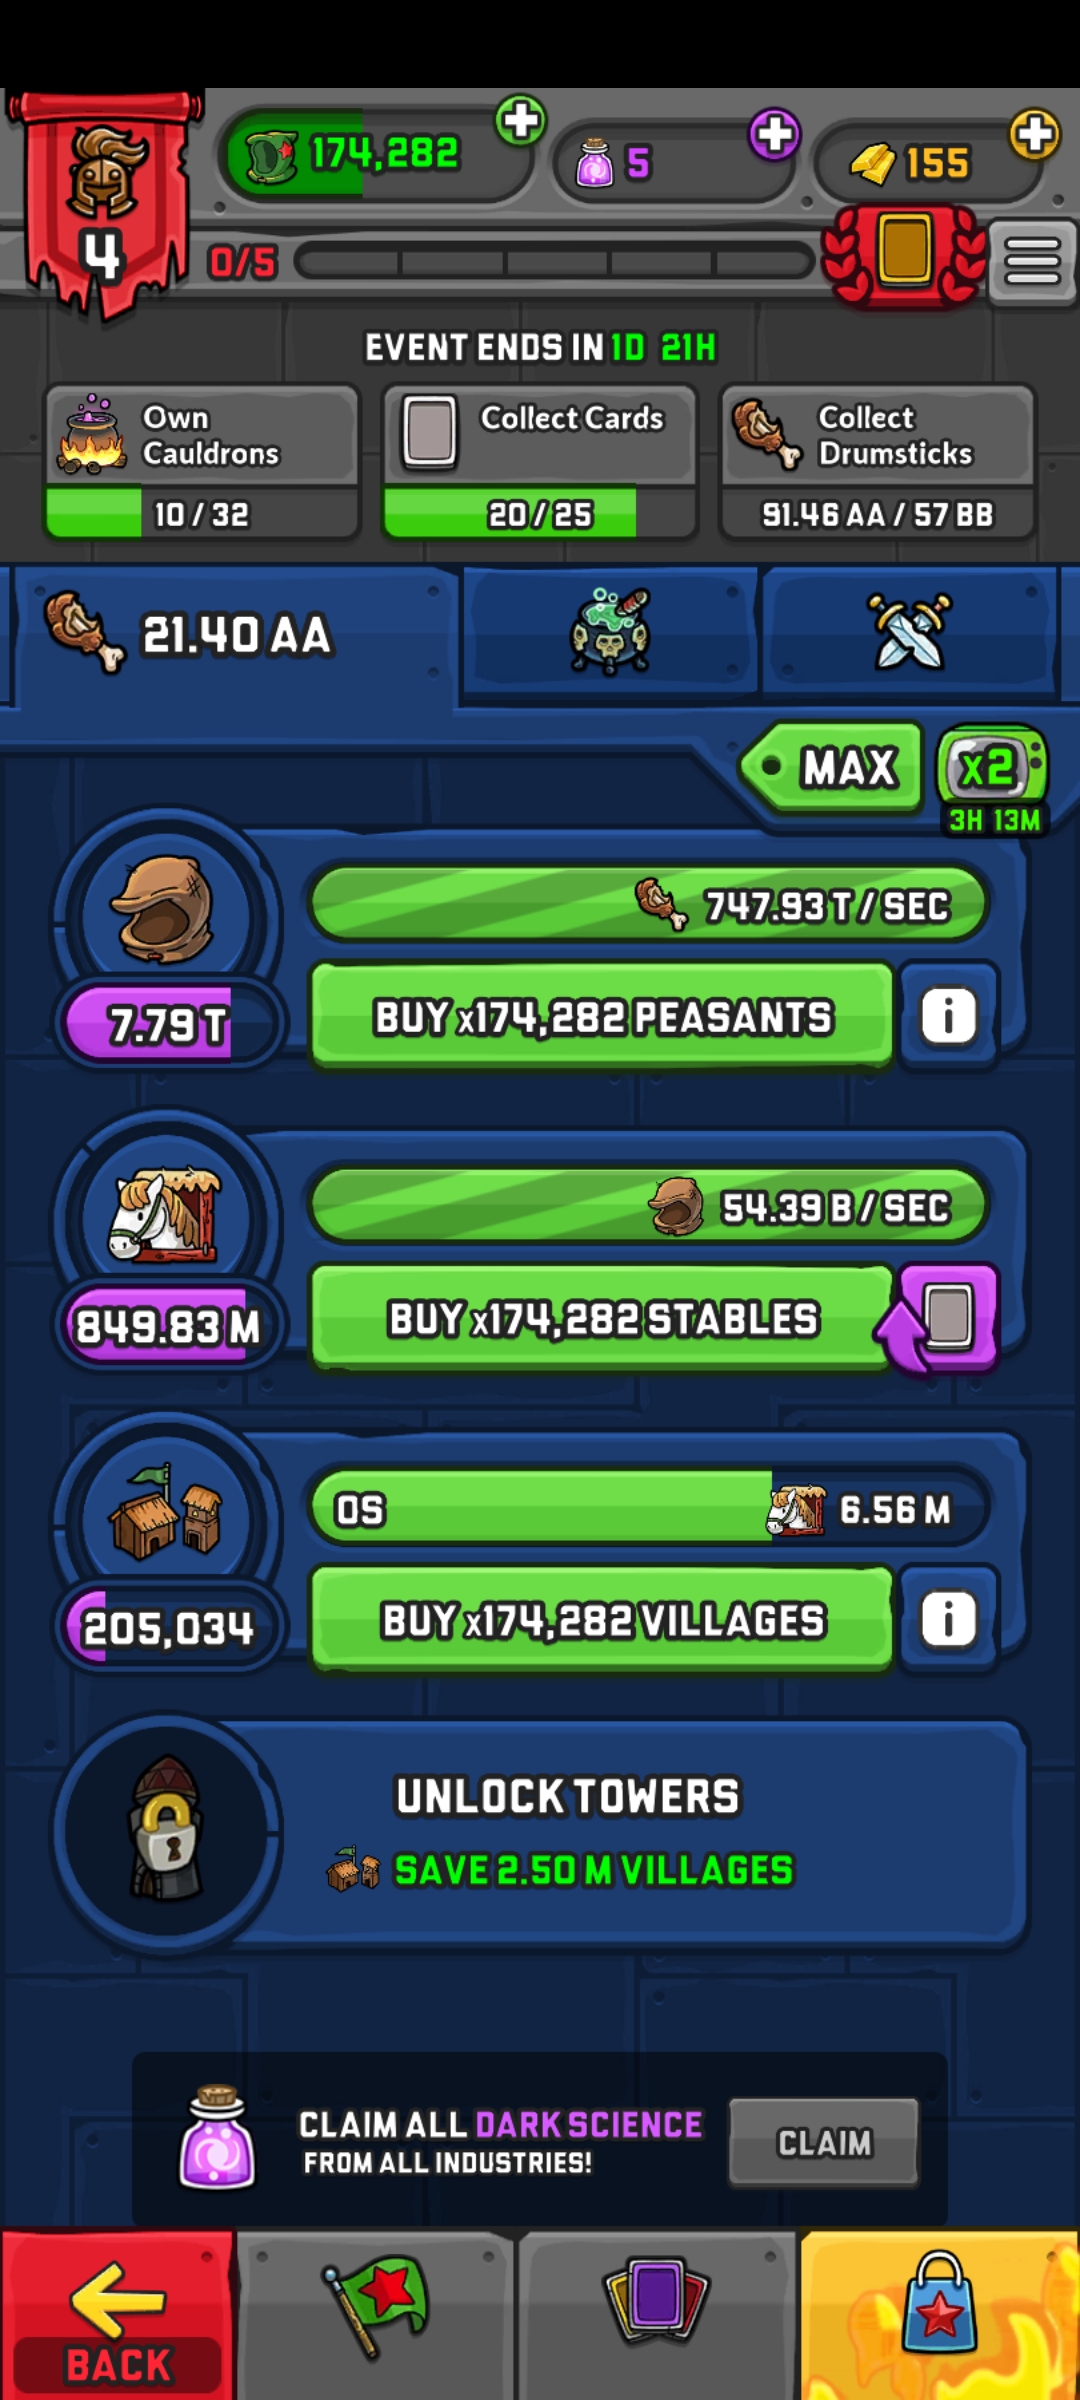 174,282
5
155
4
0/5
EVENT ENDS IN 1D 21H
Own Cauldrons
10 / 32
Collect Cards
20 / 25
Collect Drumsticks
91.46 AA / 57 BB
21.40 AA
MAX
x2
3H 13M
747.93 T / SEC
7.79 T
BUY x174,282 PEASANTS
54.39 B / SEC
849.83 M
BUY x174,282 STABLES
0S
6.56 M
205,034
BUY x174,282 VILLAGES
UNLOCK TOWERS
SAVE 2.50 M VILLAGES
CLAIM ALL DARK SCIENCE
FROM ALL INDUSTRIES!
CLAIM
BACK